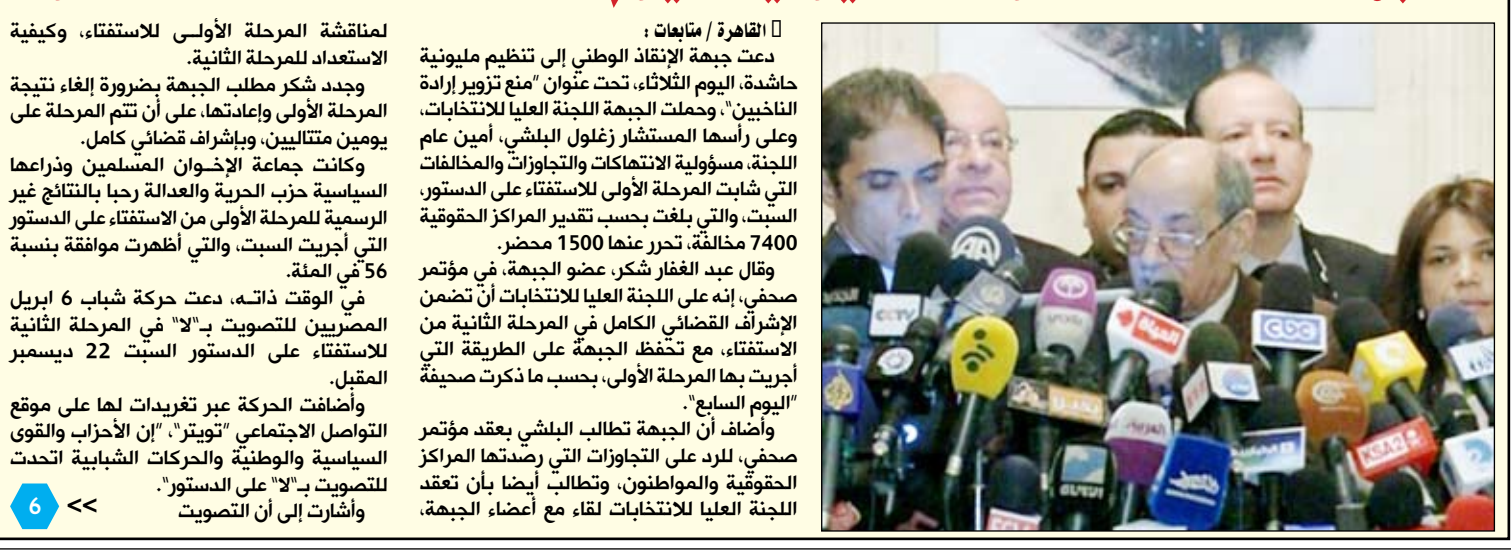 القاهرة / متابعات :
دعت جبهة الإنقاذ الوطني إلى تنظيم مليونية
حاشدة، اليوم الثلاثاء، تحت عنوان "منع تزوير إرادة
الناخبين"، وحملت الجبهة اللجنة العليا للانتخابات،
وعلى رأسها المستشار زغلول البلشي، أمين عام
اللجنة، مسؤولية الانتهاكات والتجاوزات والمخالفات
التي شابت المرحلة الأولى للاستفتاء على الدستور،
السبت، والتي بلغت بحسب تقدير المراكز الحقوقية
7400 مخالفة، تحرر عنها 1500 محضر.
وقال عبد الغفار شكر، عضو الجبهة، في مؤتمر
صحفي، إنه على اللجنة العليا للانتخابات أن تضمن
الإشراف القضائي الكامل في المرحلة الثانية من
الاستفتاء، مع تحفظ الجبهة على الطريقة التي
أجريت بها المرحلة الأولى، بحسب ما ذكرت صحيفة
"اليوم السابع".
وأضاف أن الجبهة تطالب البلشي بعقد مؤتمر
صحفي، للرد على التجاوزات التي رصدتها المراكز
الحقوقية والمواطنون، وتطالب أيضا بأن تعقد
اللجنة العليا للانتخابات لقاء مع أعضاء الجبهة،
لمناقشة المرحلة الأولــى للاستفتاء، وكيفية
الاستعداد للمرحلة الثانية.
وجدد شكر مطلب الجبهة بضرورة إلغاء نتيجة
المرحلة الأولى وإعادتها، على أن تتم المرحلة على
يومين متتاليين، وبإشراف قضائي كامل.
وكانت جماعة الإخــوان المسلمين وذراعها
السياسية حزب الحرية والعدالة رحبا بالنتائج غير
الرسمية للمرحلة الأولى من الاستفتاء على الدستور
التي أجريت السبت، والتي أظهرت موافقة بنسبة
56 في المئة.
في الوقت ذاتــه، دعت حركة شباب 6 ابريل
المصريين للتصويت بـ"لا" في المرحلة الثانية
للاستفتاء على الدستور السبت 22 ديسمبر
المقبل.
وأضافت الحركة عبر تغريدات لها على موقع
التواصل الاجتماعي "تويتر"، "إن الأحزاب والقوى
السياسية والوطنية والحركات الشبابية اتحدت
للتصويت بـ"لا" على الدستور".
وأشارت إلى أن التصويت
>> 6
CCTV
AA
الحياة
cbc
KSA2